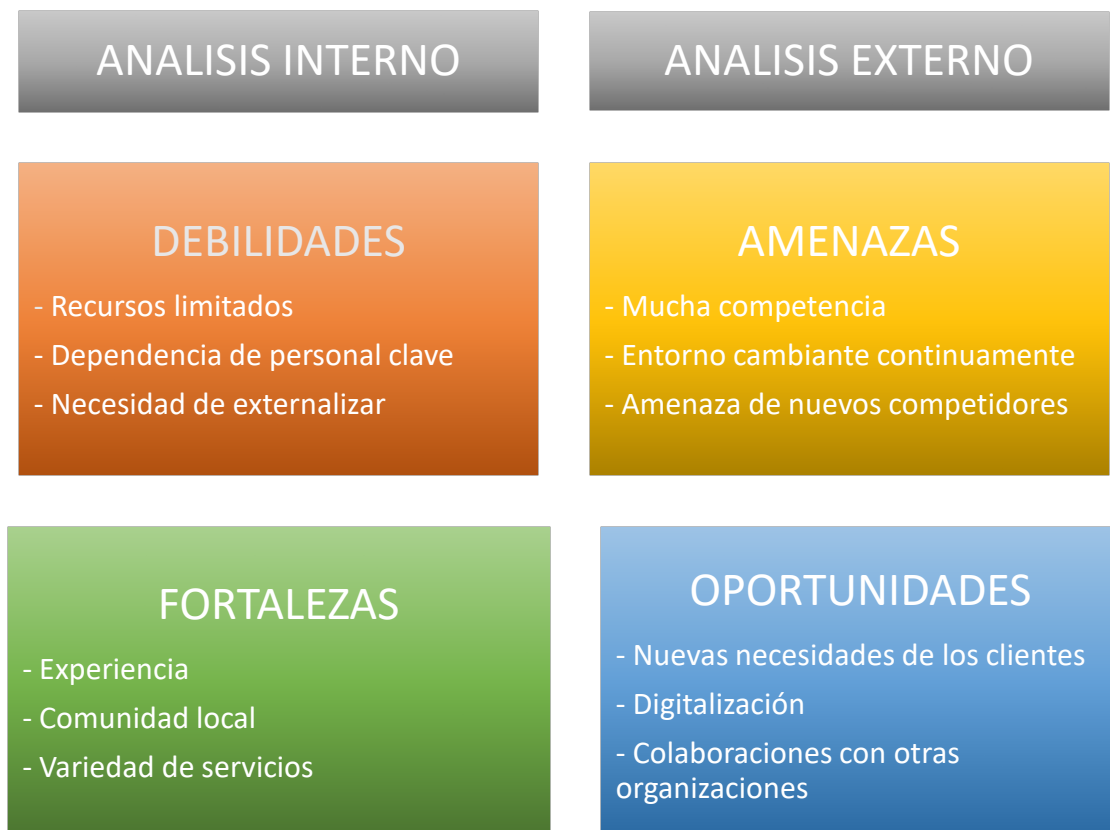 ANALISIS INTERNO
ANALISIS EXTERNO
DEBILIDADES
- Recursos limitados
- Dependencia de personal clave
- Necesidad de externalizar
AMENAZAS
- Mucha competencia
- Entorno cambiante continuamente
- Amenaza de nuevos competidores
FORTALEZAS
- Experiencia
- Comunidad local
- Variedad de servicios
OPORTUNIDADES
- Nuevas necesidades de los clientes
- Digitalización
- Colaboraciones con otras
organizaciones